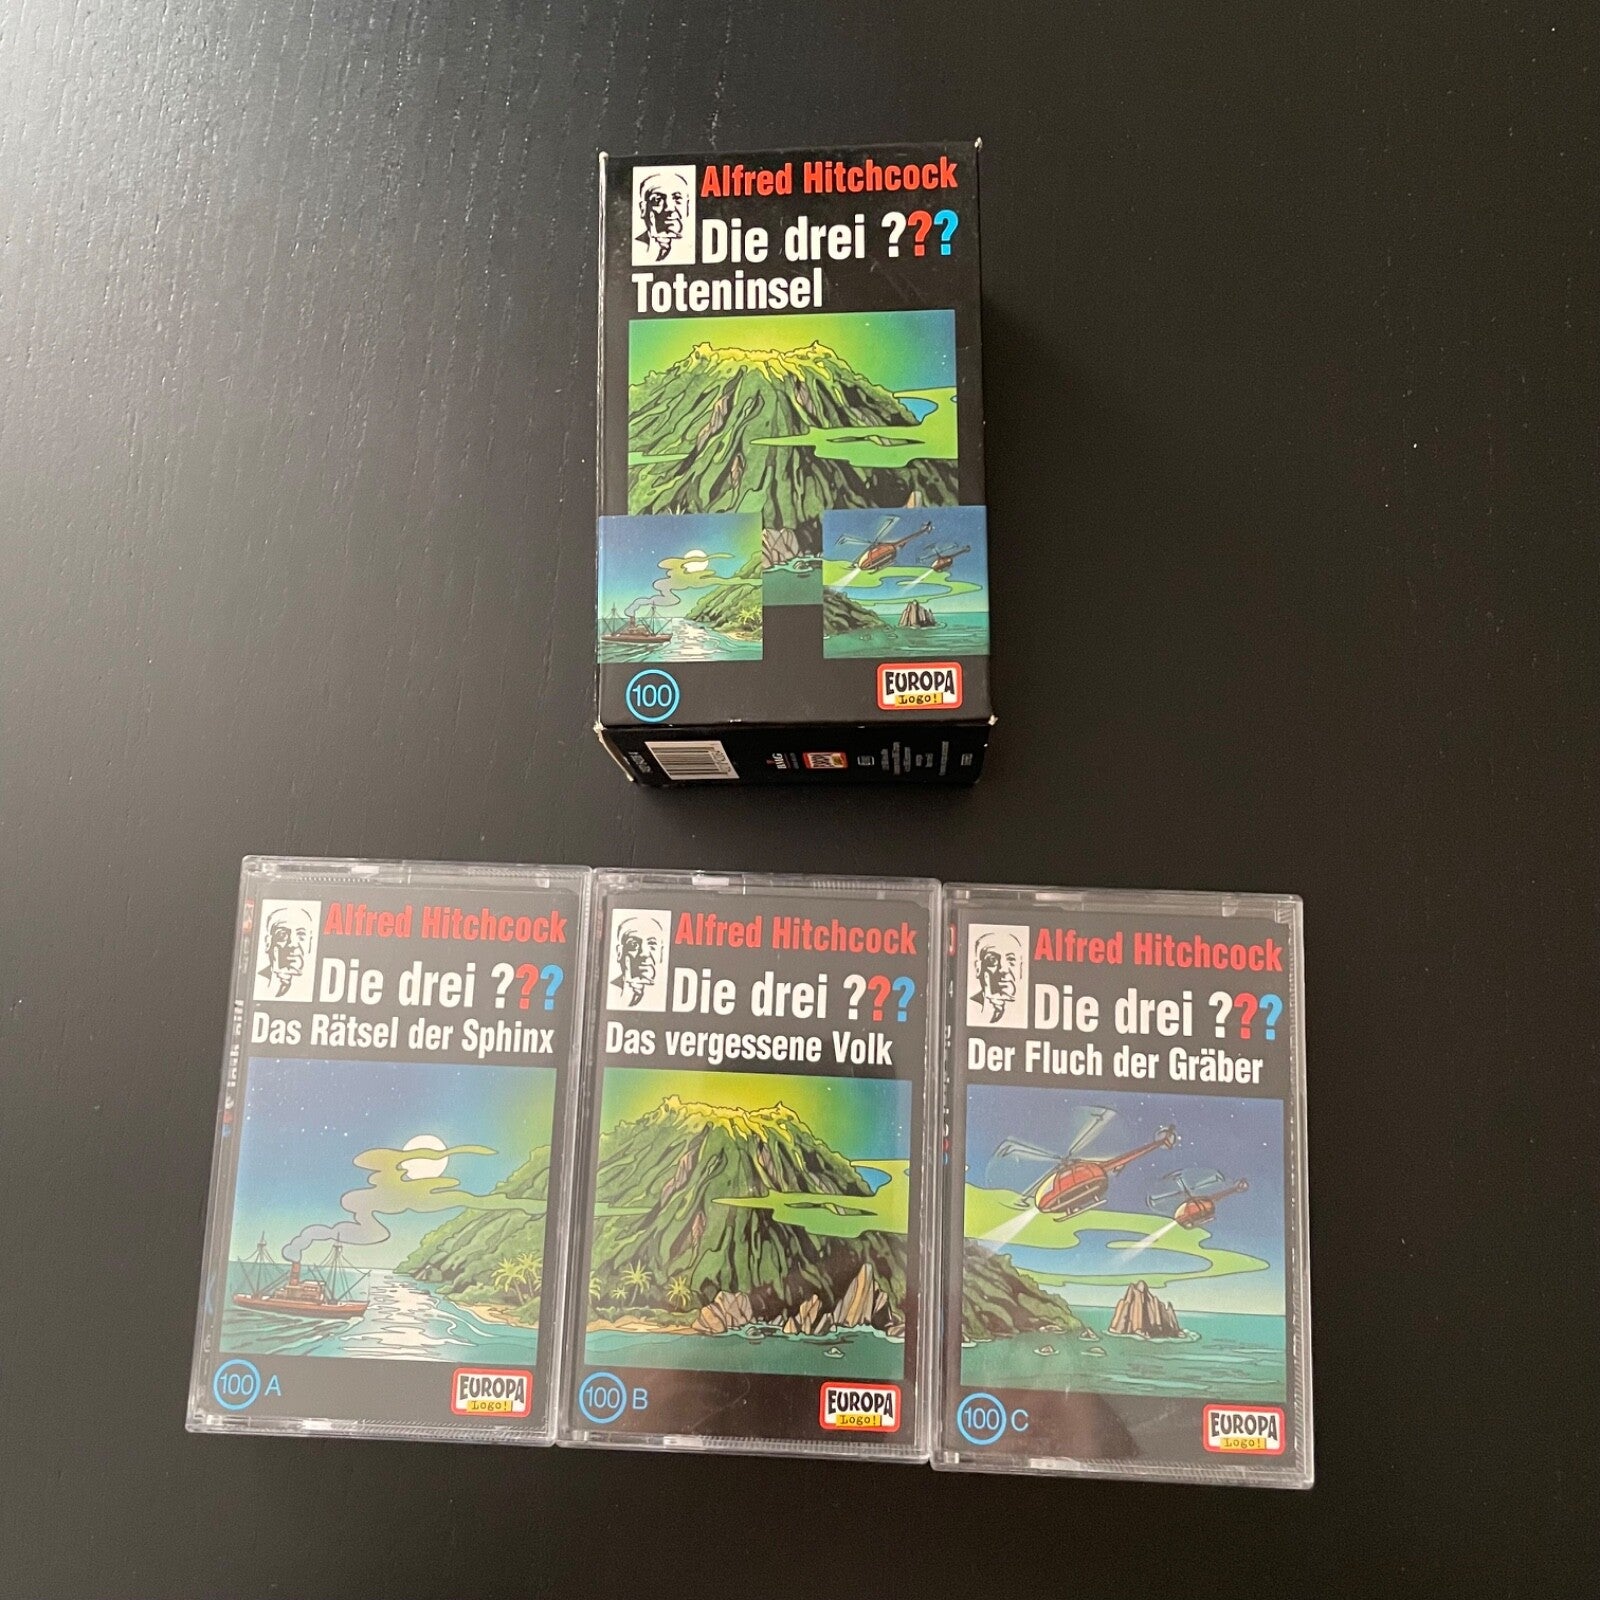 Alfred Hitchcock
Die drei ???
Toteninsel
100
EUROPA
Logo!
BMG
Alfred Hitchcock
Die drei ???
Das Rätsel der Sphinx
100 A
EUROPA
Logo!
Alfred Hitchcock
Die drei ???
Das vergessene Volk
100 B
EUROPA
Logo!
Alfred Hitchcock
Die drei ???
Der Fluch der Gräber
100 C
EUROPA
Logo!